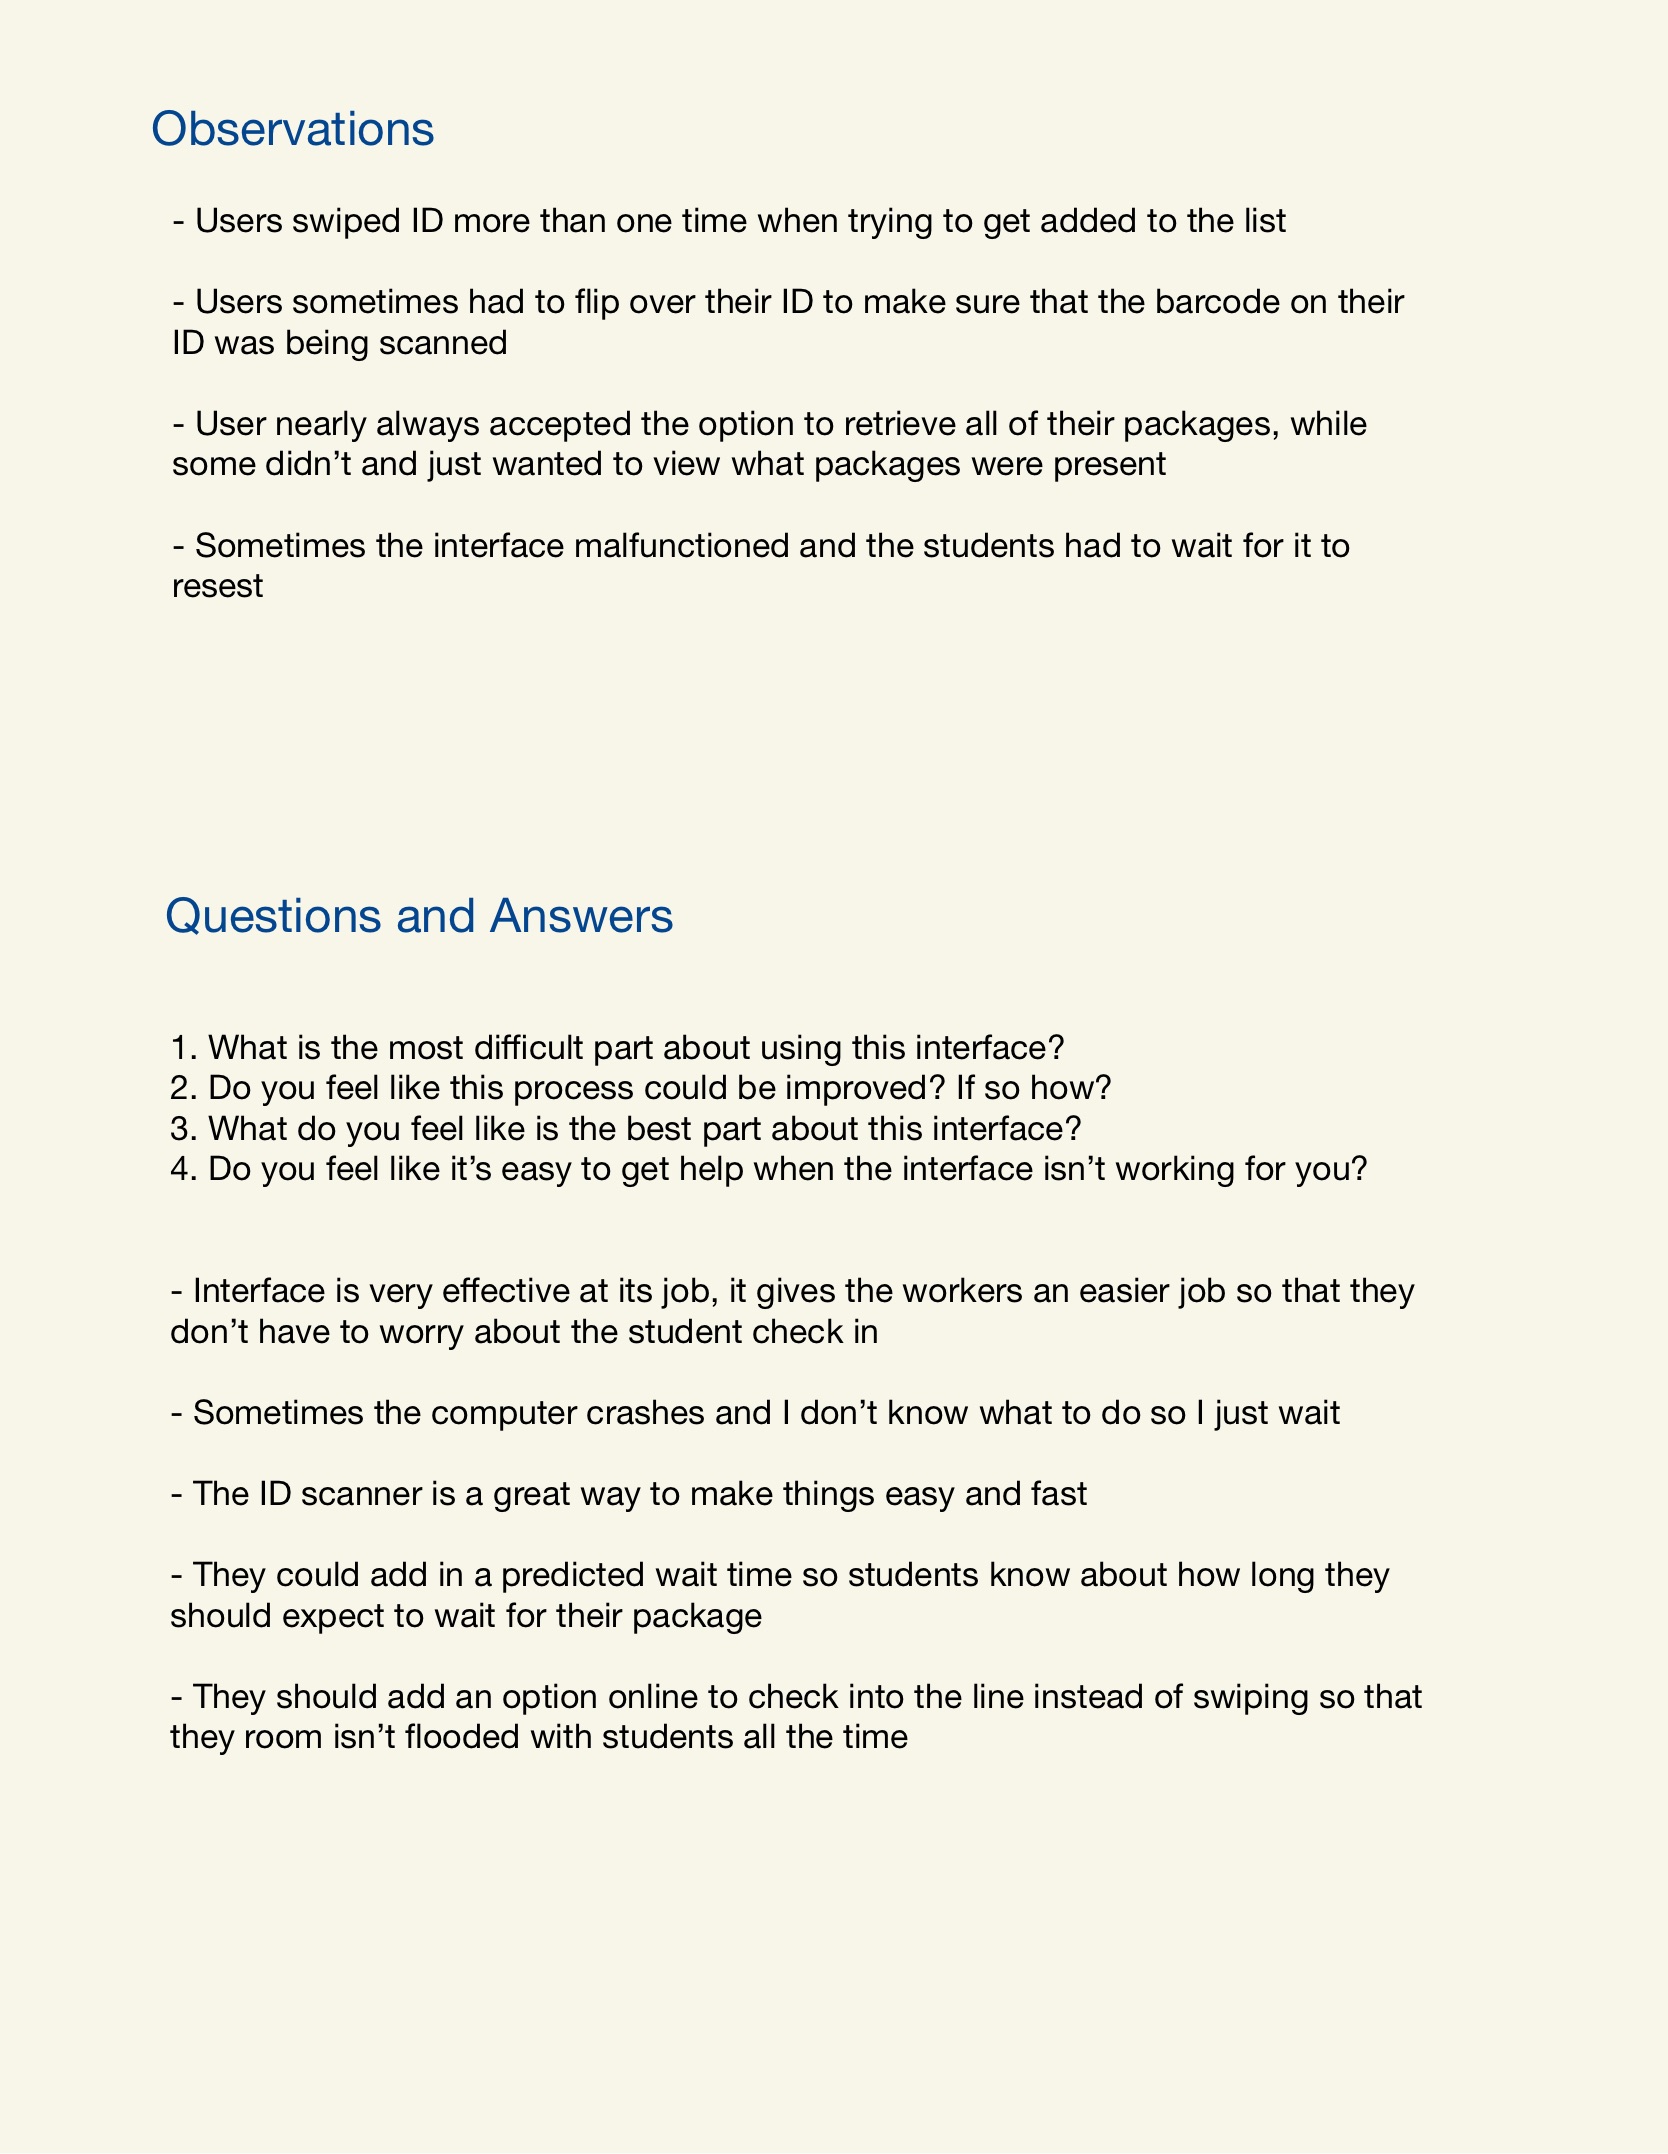 Observations
- Users swiped ID more than one time when trying to get added to the list
- Users sometimes had to flip over their ID to make sure that the barcode on their
ID was being scanned
- User nearly always accepted the option to retrieve all of their packages, while
some didn’t and just wanted to view what packages were present
- Sometimes the interface malfunctioned and the students had to wait for it to
resest
Questions and Answers
1. What is the most difficult part about using this interface?
2. Do you feel like this process could be improved? If so how?
3. What do you feel like is the best part about this interface?
4. Do you feel like it’s easy to get help when the interface isn’t working for you?
- Interface is very effective at its job, it gives the workers an easier job so that they
don’t have to worry about the student check in
- Sometimes the computer crashes and I don’t know what to do so I just wait
- The ID scanner is a great way to make things easy and fast
- They could add in a predicted wait time so students know about how long they
should expect to wait for their package
- They should add an option online to check into the line instead of swiping so that
they room isn’t flooded with students all the time